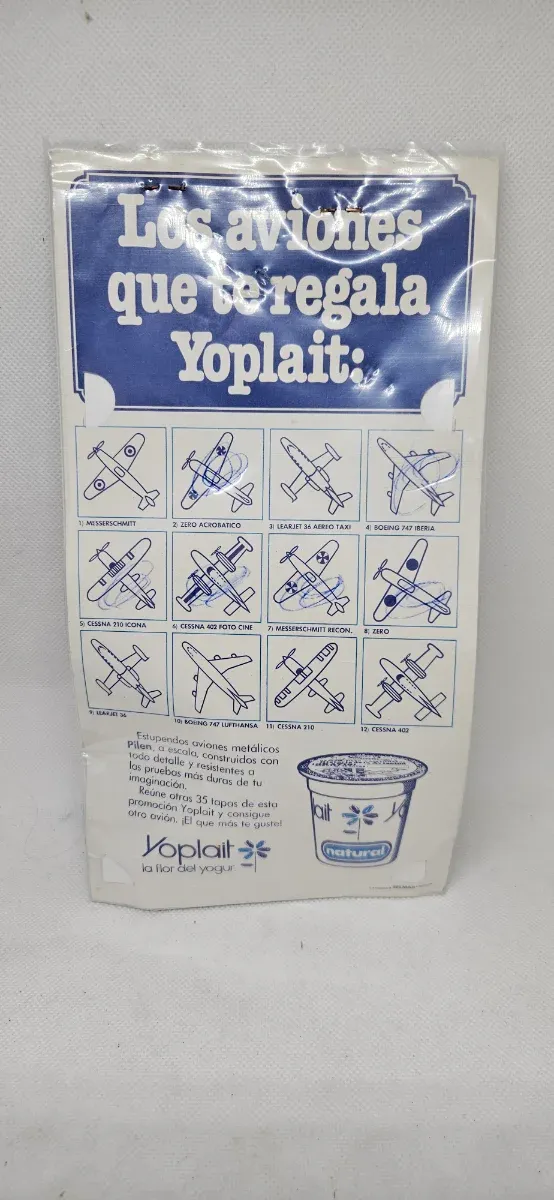 Los aviones
que te regala
Yoplait:
1) MESSERSCHMITT
2) ZERO ACROBATICO
3) LEARJET 36 AEREO TAXI
4) BOEING 747 IBERIA
5) CESSNA 210 ICONA
6) CESSNA 402 FOTO CINE
7) MESSERSCHMITT RECON.
8) ZERO
9) LEARJET 36
10) BOEING 747 LUFTHANSA
11) CESSNA 210
12) CESSNA 402
Estupendos aviones metálicos
Pilen, a escala, construidos con
todo detalle y resistentes a
las pruebas más duras de tu
imaginación.
Reúne otras 35 tapas de esta
promoción Yoplait y consigue
otro avión. ¡El que más te guste!
Yoplait
la flor del yogur
ait Yo
natural